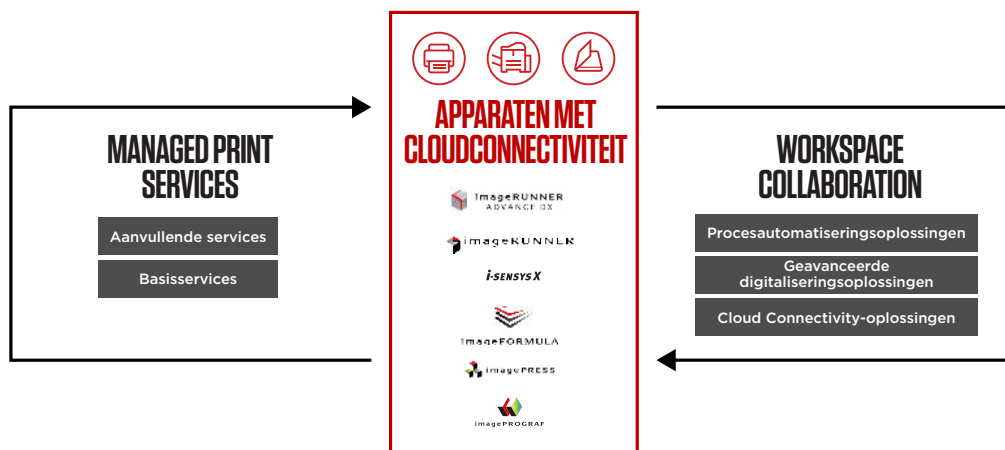 MANAGED PRINT
SERVICES
Aanvullende services
Basisservices
APPARATEN MET
CLOUDCONNECTIVITEIT
imageRUNNER
ADVANCE DX
imageRUNNER
i-SENSYS X
imageFORMULA
imagePRESS
imagePROGRAF
WORKSPACE
COLLABORATION
Procesautomatiseringsoplossingen
Geavanceerde
digitaliseringsoplossingen
Cloud Connectivity-oplossingen